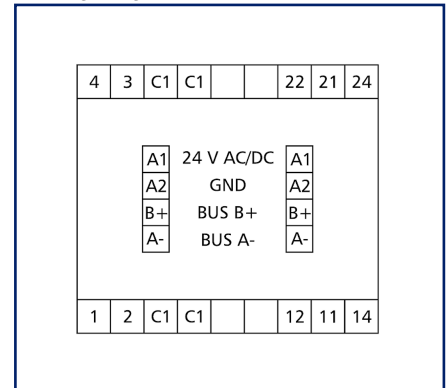 4 3 C1 C1 22 21 24
A1 24 V AC/DC A1
A2 GND A2
B+ BUS B+ B+
A- BUS A- A-
1 2 C1 C1 12 11 14